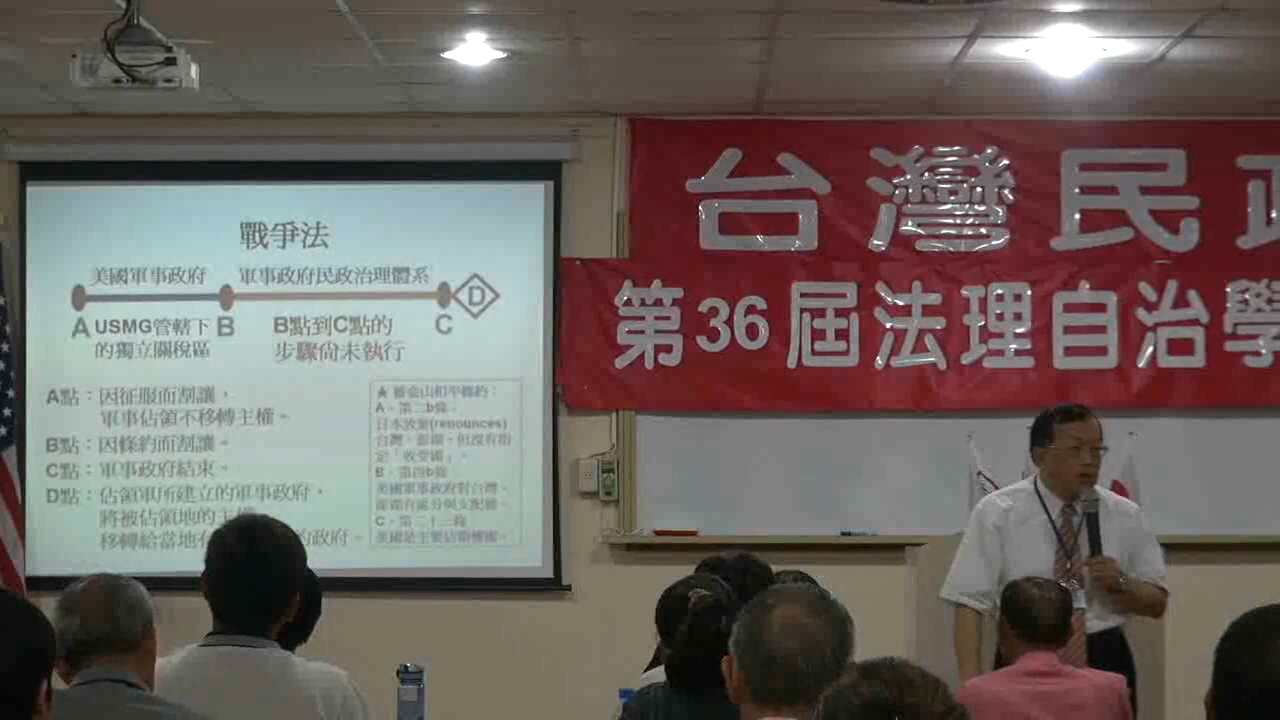 戰爭法
美國軍事政府 軍事政府民政治理體系
D
A USMG管轄下 B B點到C點的 C
的獨立關稅區 步驟尚未執行
A點：因征服而割讓，
軍事佔領不移轉主權。
B點：因條約而割讓。
C點：軍事政府結束。
D點：佔領軍所建立的軍事政府，
將被佔領地的主
移轉給當地 的政府。
★ 舊金山和平條約：
A、第二b條，
日本放棄(renounces)
台灣、澎湖，但沒有指
定「收受國」。
B、第四b條
美國軍事政府對台灣、
澎湖有處分與支配權。
C、第二十三條
美國是主要佔領權國。
台灣民
第36屆法理自治學